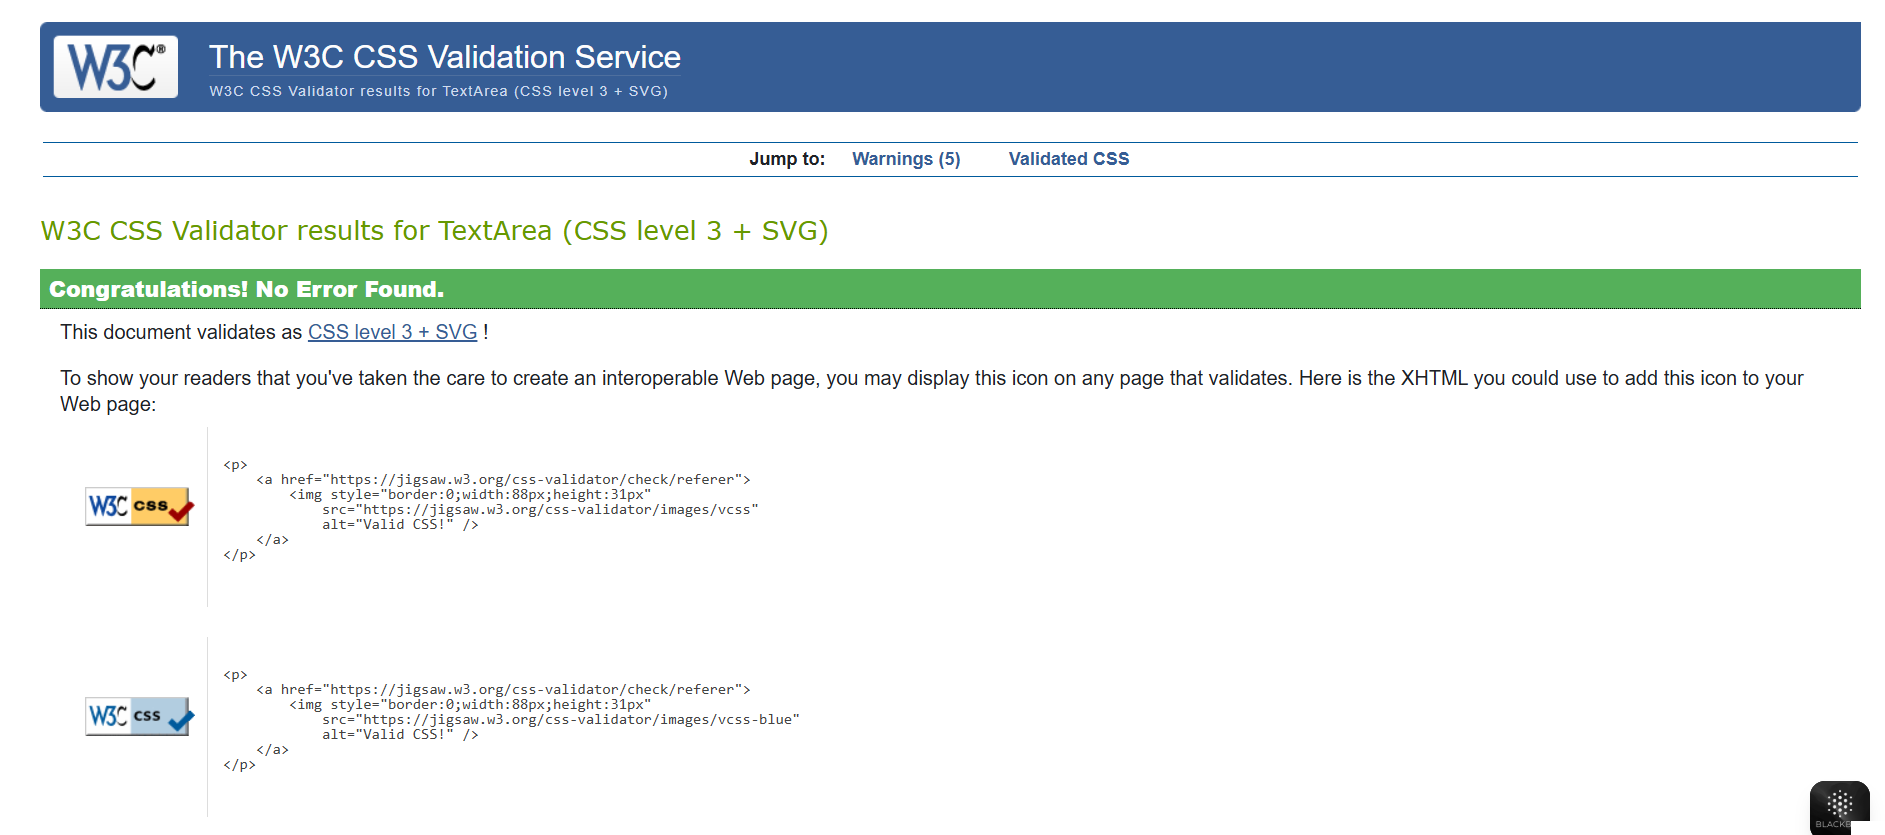 W3C®
The W3C CSS Validation Service
W3C CSS Validator results for TextArea (CSS level 3 + SVG)
Jump to: Warnings (5) Validated CSS
W3C CSS Validator results for TextArea (CSS level 3 + SVG)
Congratulations! No Error Found.
This document validates as CSS level 3 + SVG !
To show your readers that you've taken the care to create an interoperable Web page, you may display this icon on any page that validates. Here is the XHTML you could use to add this icon to your
Web page:
W3C css
<p>
<a href="https://jigsaw.w3.org/css-validator/check/referer">
<img style="border:0;width:88px;height:31px"
src="https://jigsaw.w3.org/css-validator/images/vcss"
alt="Valid CSS!" />
</a>
</p>
W3C css
<p>
<a href="https://jigsaw.w3.org/css-validator/check/referer">
<img style="border:0;width:88px;height:31px"
src="https://jigsaw.w3.org/css-validator/images/vcss-blue"
alt="Valid CSS!" />
</a>
</p>